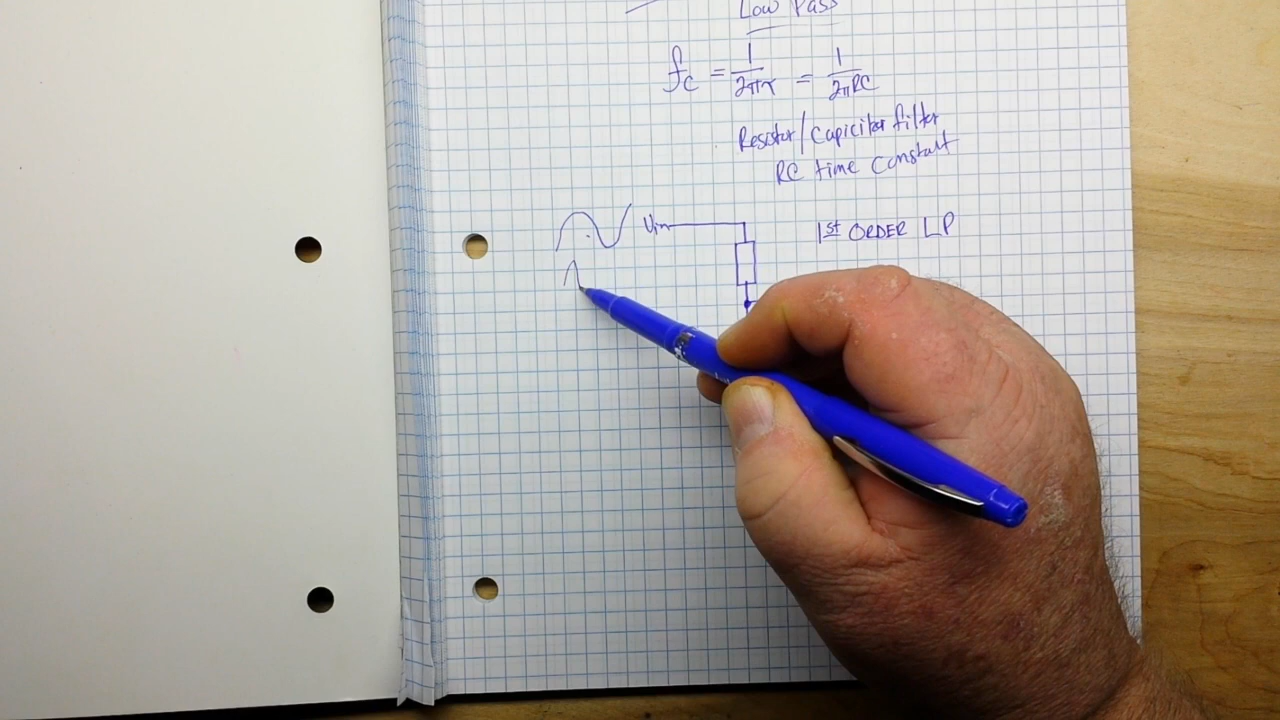 Low Pass
fc = 1/2πτ = 1/2πRC
Resistor/Capicitor filter
RC time constant
Vin
1st ORDER LP